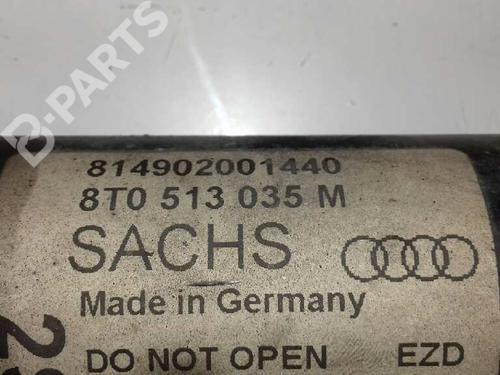 B-PARTS
814902001440
8T0 513 035 M
SACHS
Made in Germany
DO NOT OPEN EZD